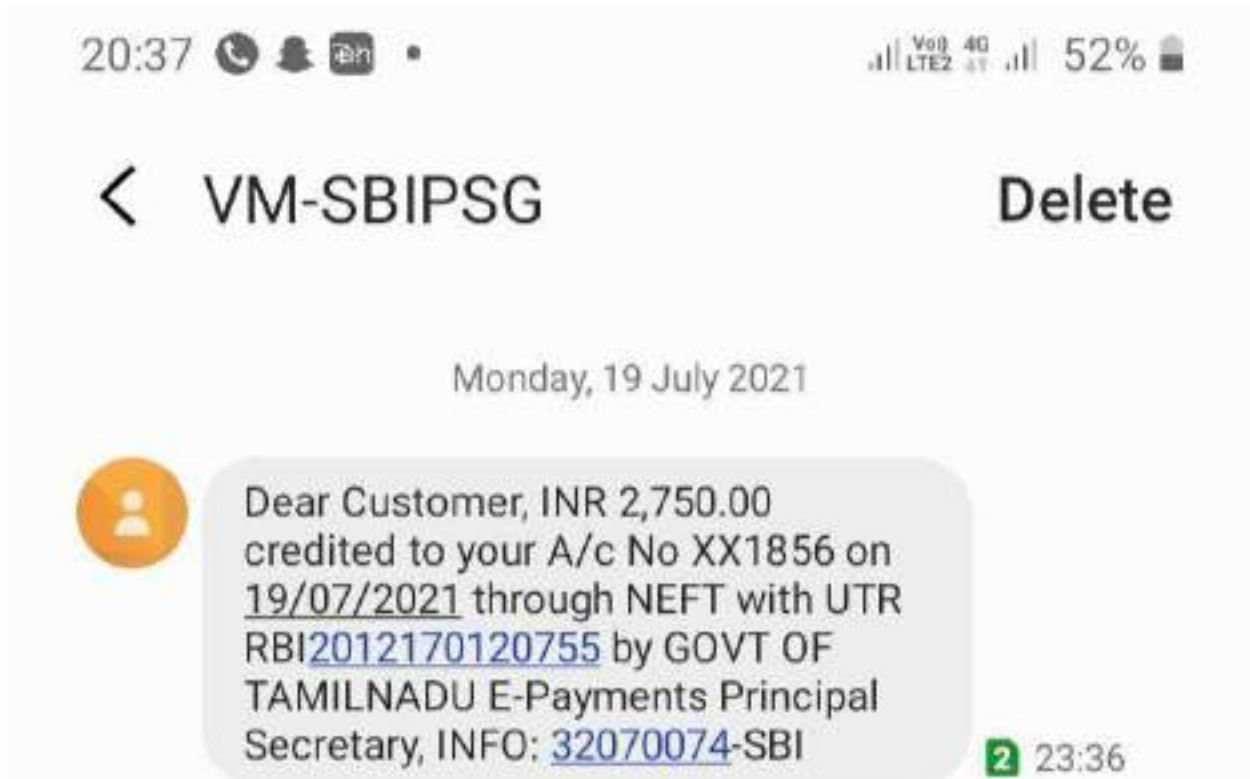 20:37 52%
VoLTE2 4G
VM-SBIPSG Delete
Monday, 19 July 2021
Dear Customer, INR 2,750.00
credited to your A/c No XX1856 on
19/07/2021 through NEFT with UTR
RBI2012170120755 by GOVT OF
TAMILNADU E-Payments Principal
Secretary, INFO: 32070074-SBI
2 23:36